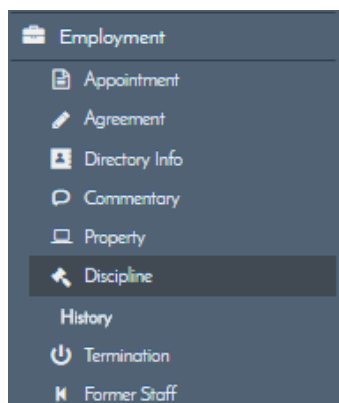 Employment
Appointment
Agreement
Directory Info
Commentary
Property
Discipline
History
Termination
Former Staff